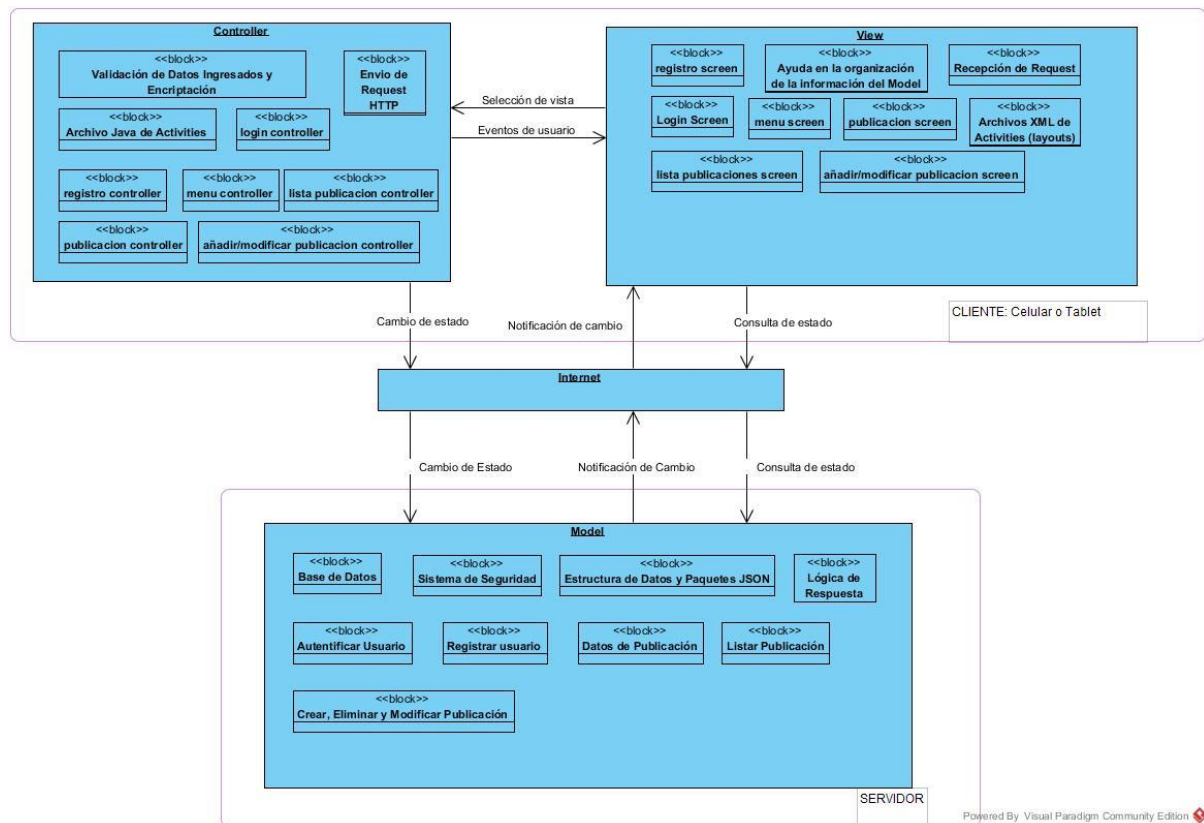 Controller
<<block>>
Validación de Datos Ingresados y
Encriptación
<<block>>
Envio de
Request
HTTP
<<block>>
Archivo Java de Activities
<<block>>
login controller
<<block>>
registro controller
<<block>>
menu controller
<<block>>
lista publicacion controller
<<block>>
publicacion controller
<<block>>
añadir/modificar publicacion controller
Selección de vista
Eventos de usuario
View
<<block>>
registro screen
<<block>>
Ayuda en la organización
de la información del Model
<<block>>
Recepción de Request
<<block>>
Login Screen
<<block>>
menu screen
<<block>>
publicacion screen
<<block>>
Archivos XML de
Activities (layouts)
<<block>>
lista publicaciones screen
<<block>>
añadir/modificar publicacion screen
CLIENTE: Celular o Tablet
Cambio de estado
Notificación de cambio
Consulta de estado
Internet
Cambio de Estado
Notificación de Cambio
Consulta de estado
Model
<<block>>
Base de Datos
<<block>>
Sistema de Seguridad
<<block>>
Estructura de Datos y Paquetes JSON
<<block>>
Lógica de
Respuesta
<<block>>
Autentificar Usuario
<<block>>
Registrar usuario
<<block>>
Datos de Publicación
<<block>>
Listar Publicación
<<block>>
Crear, Eliminar y Modificar Publicación
SERVIDOR
Powered By Visual Paradigm Community Edition